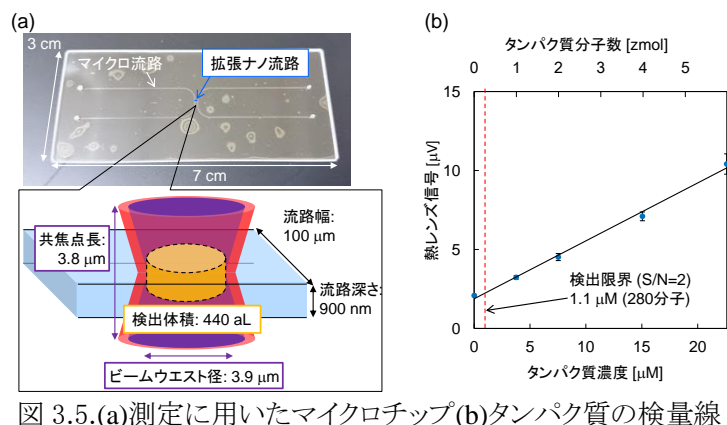 (a)
3 cm
マイクロ流路
拡張ナノ流路
7 cm
共焦点長:
3.8 μm
流路幅:
100 μm
流路深さ:
900 nm
検出体積: 440 aL
ビームウエスト径: 3.9 μm
(b)
タンパク質分子数 [zmol]
0 1 2 3 4 5
熱レンズ信号 [μV]
15
10
5
0
検出限界 (S/N=2)
1.1 μM (280分子)
0 5 10 15 20
タンパク質濃度 [μM]
図 3.5.(a)測定に用いたマイクロチップ(b)タンパク質の検量線